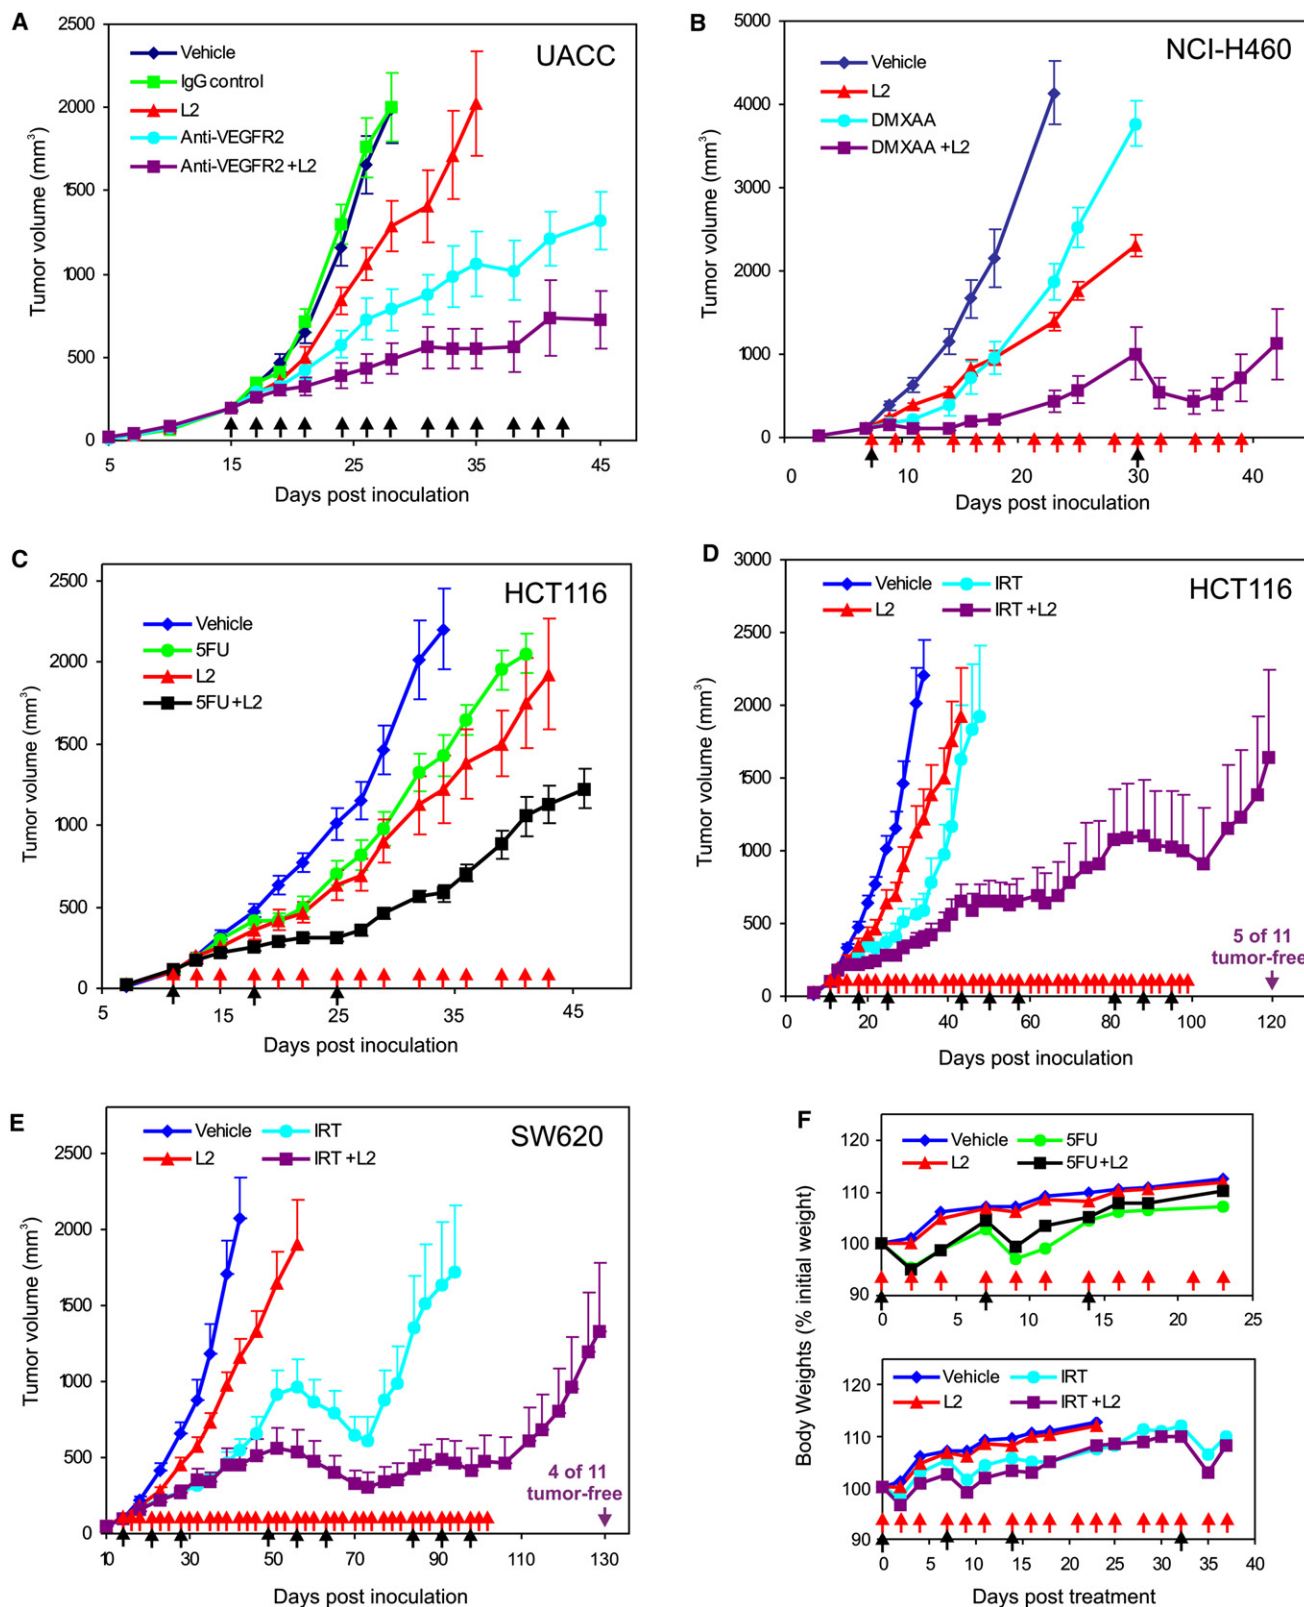 A
UACC
Vehicle
IgG control
L2
Anti-VEGFR2
Anti-VEGFR2 +L2
Tumor volume (mm³)
2500
2000
1500
1000
500
0
5 15 25 35 45
Days post inoculation
B
NCI-H460
Vehicle
L2
DMXAA
DMXAA +L2
Tumor volume (mm³)
5000
4000
3000
2000
1000
0
0 10 20 30 40
Days post inoculation
C
HCT116
Vehicle
5FU
L2
5FU +L2
Tumor volume (mm³)
2500
2000
1500
1000
500
0
5 15 25 35 45
Days post inoculation
D
HCT116
Vehicle IRT
L2 IRT +L2
Tumor volume (mm³)
3000
2500
2000
1500
1000
500
0
0 20 40 60 80 100 120
5 of 11
tumor-free
Days post inoculation
E
SW620
Vehicle IRT
L2 IRT +L2
Tumor volume (mm³)
2500
2000
1500
1000
500
0
10 30 50 70 90 110 130
4 of 11
tumor-free
Days post inoculation
F
Body Weights (% initial weight)
Vehicle 5FU
L2 5FU +L2
120
110
100
90
0 5 10 15 20 25
Vehicle IRT
L2 IRT +L2
120
110
100
90
0 5 10 15 20 25 30 35 40
Days post treatment